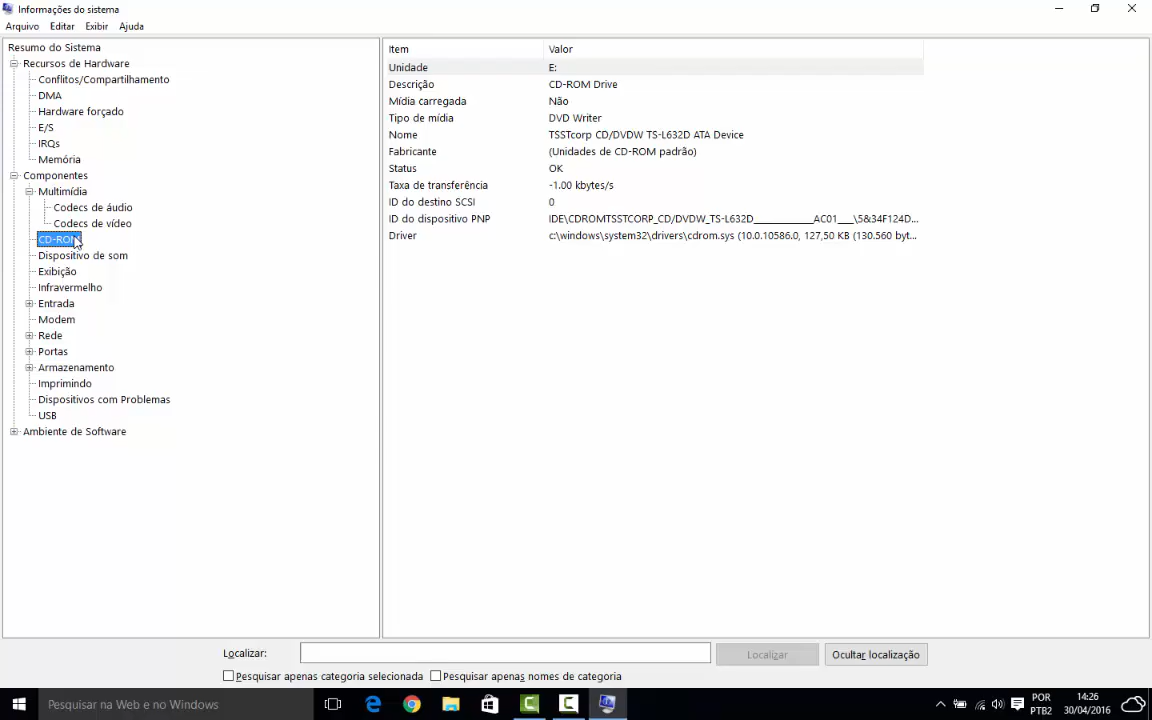 Informações do sistema
Arquivo Editar Exibir Ajuda
Resumo do Sistema
Recursos de Hardware
Conflitos/Compartilhamento
DMA
Hardware forçado
E/S
IRQs
Memória
Componentes
Multimídia
Codecs de áudio
Codecs de vídeo
CD-ROM
Dispositivo de som
Exibição
Infravermelho
Entrada
Modem
Rede
Portas
Armazenamento
Imprimindo
Dispositivos com Problemas
USB
Ambiente de Software
Item Valor
Unidade E:
Descrição CD-ROM Drive
Mídia carregada Não
Tipo de mídia DVD Writer
Nome TSSTcorp CD/DVDW TS-L632D ATA Device
Fabricante (Unidades de CD-ROM padrão)
Status OK
Taxa de transferência -1.00 kbytes/s
ID do destino SCSI 0
ID do dispositivo PNP IDE\CDROMTSSTCORP_CD/DVDW_TS-L632D____________AC01___\5&34F124D...
Driver c:\windows\system32\drivers\cdrom.sys (10.0.10586.0, 127,50 KB (130.560 byt...
Localizar: Localizar Ocultar localização
Pesquisar apenas categoria selecionada Pesquisar apenas nomes de categoria
Pesquisar na Web e no Windows
POR
PTB2
14:26
30/04/2016